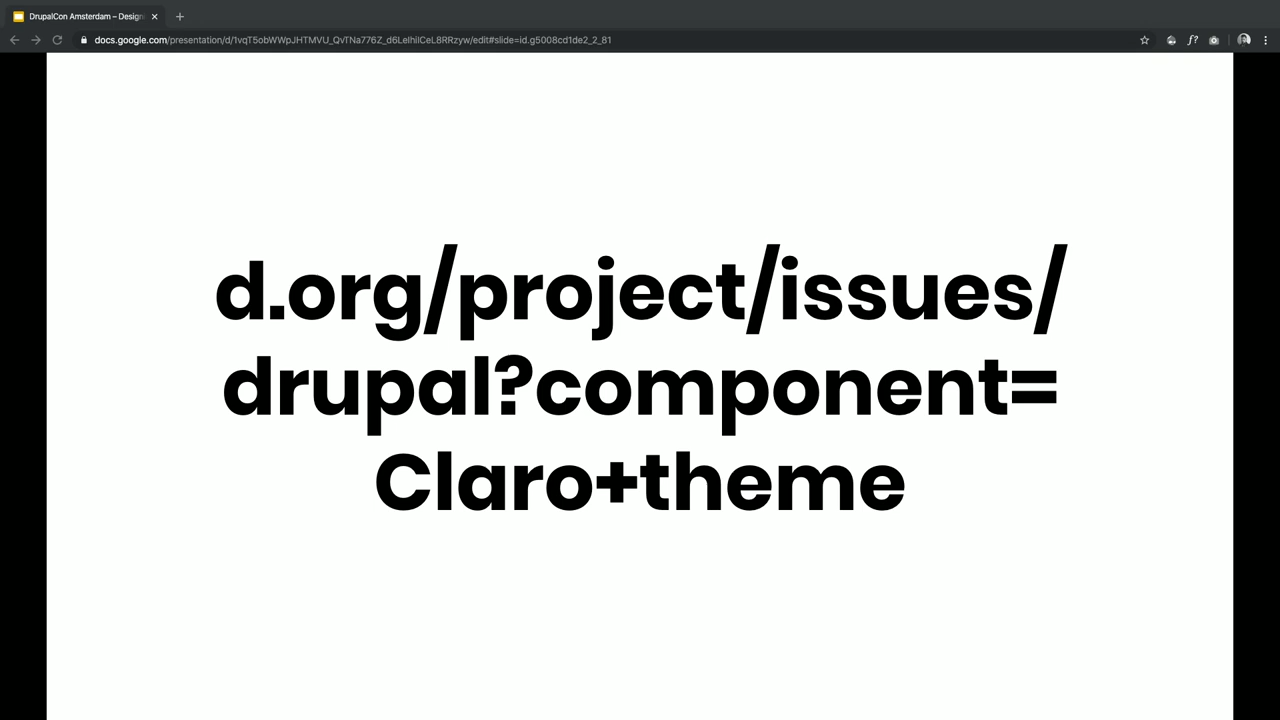 DrupalCon Amsterdam – Design
docs.google.com/presentation/d/1vqT5obWWpJHTMVU_QvTNa776Z_d6LelhilCeL8RRzyw/edit#slide=id.g5008cd1de2_2_81
f?
d.org/project/issues/
drupal?component=
Claro+theme